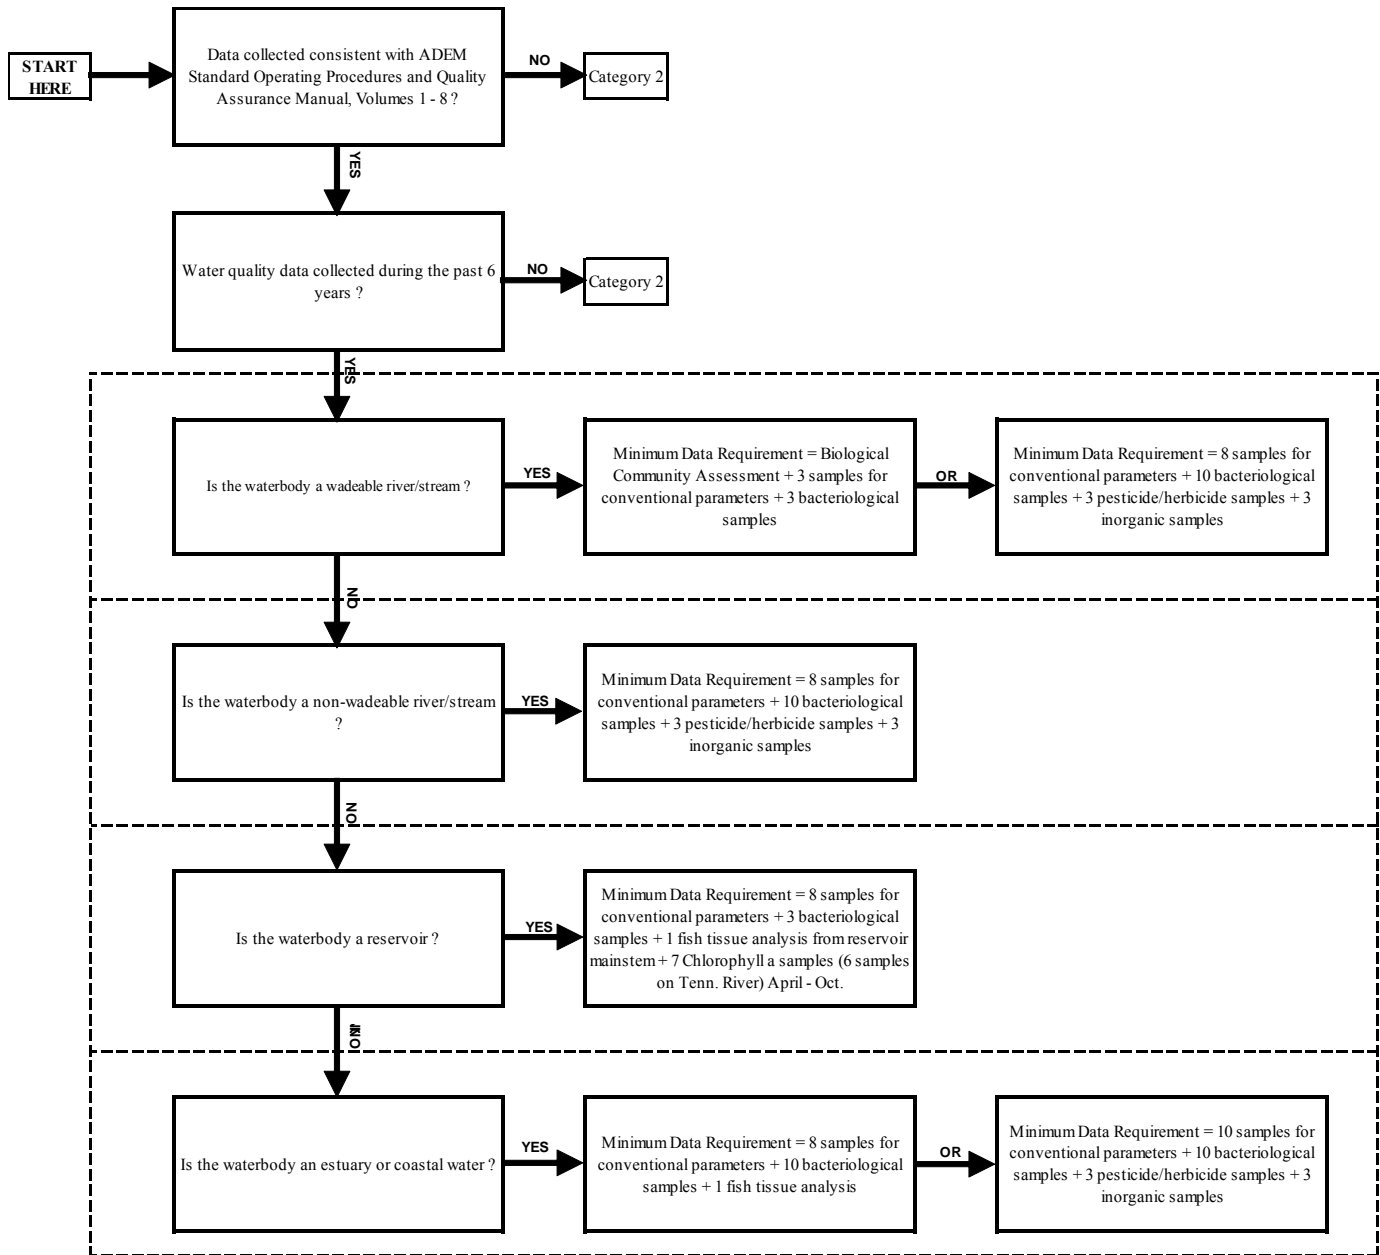 START
HERE
Data collected consistent with ADEM
Standard Operating Procedures and Quality
Assurance Manual, Volumes 1 - 8 ?
NO
Category 2
YES
Water quality data collected during the past 6
years ?
NO
Category 2
YES
Is the waterbody a wadeable river/stream ?
YES
Minimum Data Requirement = Biological
Community Assessment + 3 samples for
conventional parameters + 3 bacteriological
samples
OR
Minimum Data Requirement = 8 samples for
conventional parameters + 10 bacteriological
samples + 3 pesticide/herbicide samples + 3
inorganic samples
NO
Is the waterbody a non-wadeable river/stream
?
YES
Minimum Data Requirement = 8 samples for
conventional parameters + 10 bacteriological
samples + 3 pesticide/herbicide samples + 3
inorganic samples
NO
Is the waterbody a reservoir ?
YES
Minimum Data Requirement = 8 samples for
conventional parameters + 3 bacteriological
samples + 1 fish tissue analysis from reservoir
mainstem + 7 Chlorophyll a samples (6 samples
on Tenn. River) April - Oct.
NO
Is the waterbody an estuary or coastal water ?
YES
Minimum Data Requirement = 8 samples for
conventional parameters + 10 bacteriological
samples + 1 fish tissue analysis
OR
Minimum Data Requirement = 10 samples for
conventional parameters + 10 bacteriological
samples + 3 pesticide/herbicide samples + 3
inorganic samples